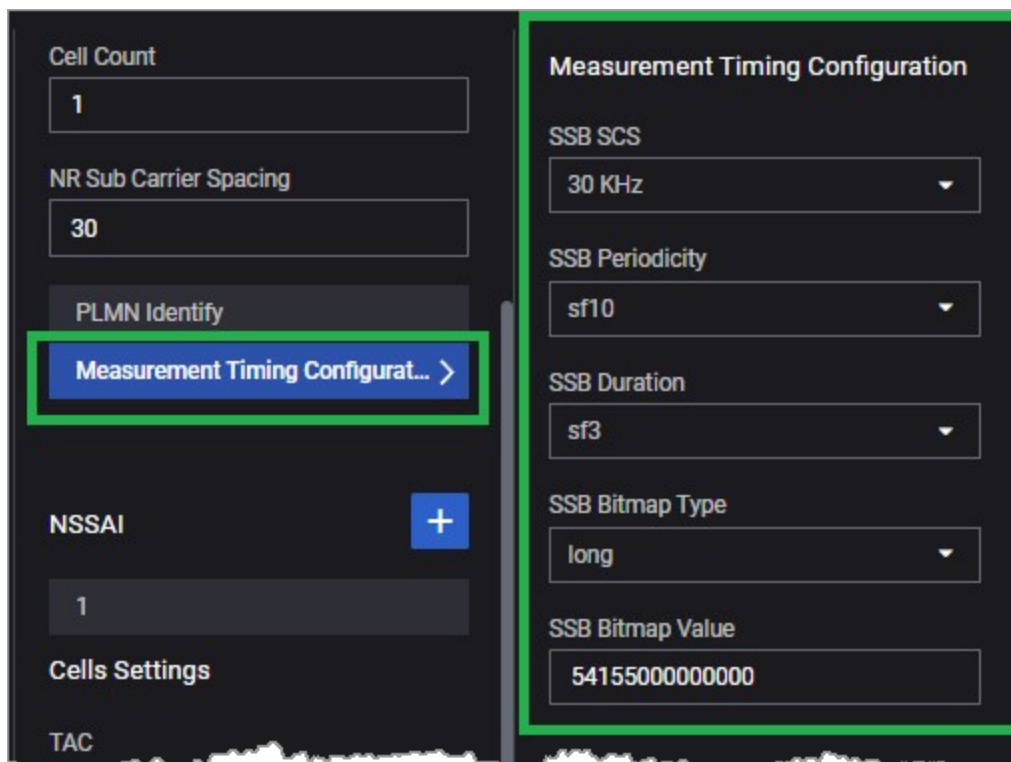 Cell Count
1
NR Sub Carrier Spacing
30
PLMN Identify
Measurement Timing Configurat...
NSSAI
+
1
Cells Settings
TAC
Measurement Timing Configuration
SSB SCS
30 KHz
SSB Periodicity
sf10
SSB Duration
sf3
SSB Bitmap Type
long
SSB Bitmap Value
54155000000000